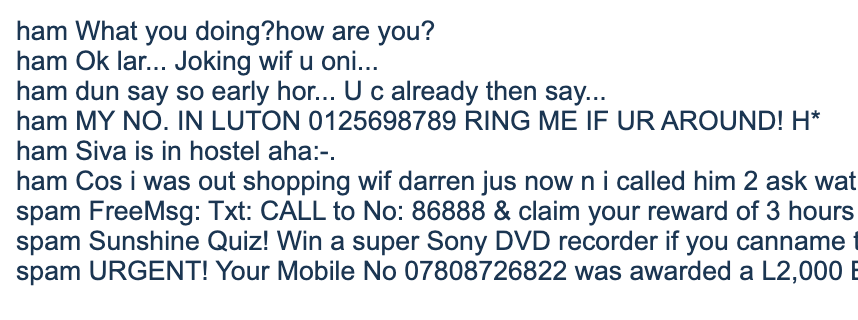 ham What you doing?how are you?
ham Ok lar... Joking wif u oni...
ham dun say so early hor... U c already then say...
ham MY NO. IN LUTON 0125698789 RING ME IF UR AROUND! H*
ham Siva is in hostel aha:-.
ham Cos i was out shopping wif darren jus now n i called him 2 ask wat
spam FreeMsg: Txt: CALL to No: 86888 & claim your reward of 3 hours
spam Sunshine Quiz! Win a super Sony DVD recorder if you canname
spam URGENT! Your Mobile No 07808726822 was awarded a L2,000